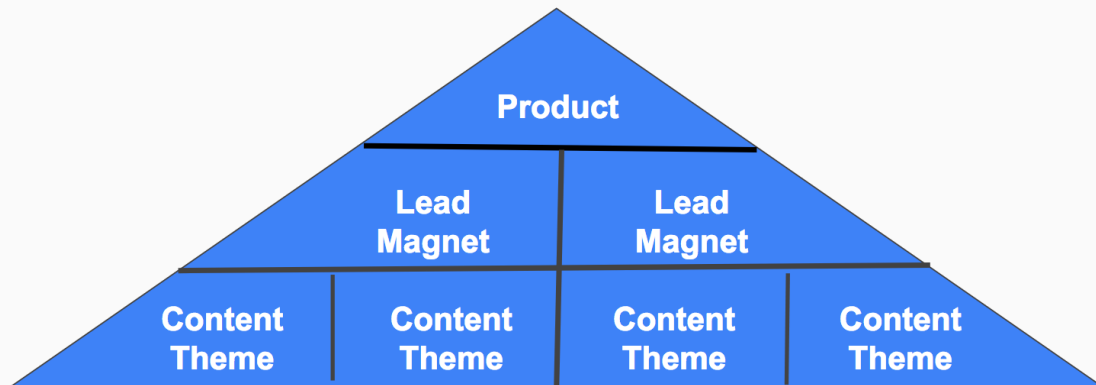 Product
Lead
Magnet
Lead
Magnet
Content
Theme
Content
Theme
Content
Theme
Content
Theme